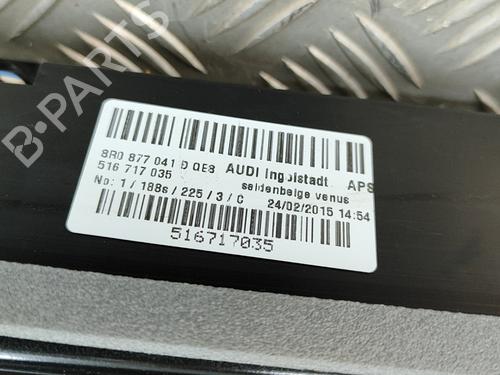 B-PARTS
8R0 877 041 D QE8 AUDI Ingolstadt APS
516 717 035 seidenbeige venus
No: 1 / 188s / 225 / 3 / C 24/02/2015 14:54
516717035